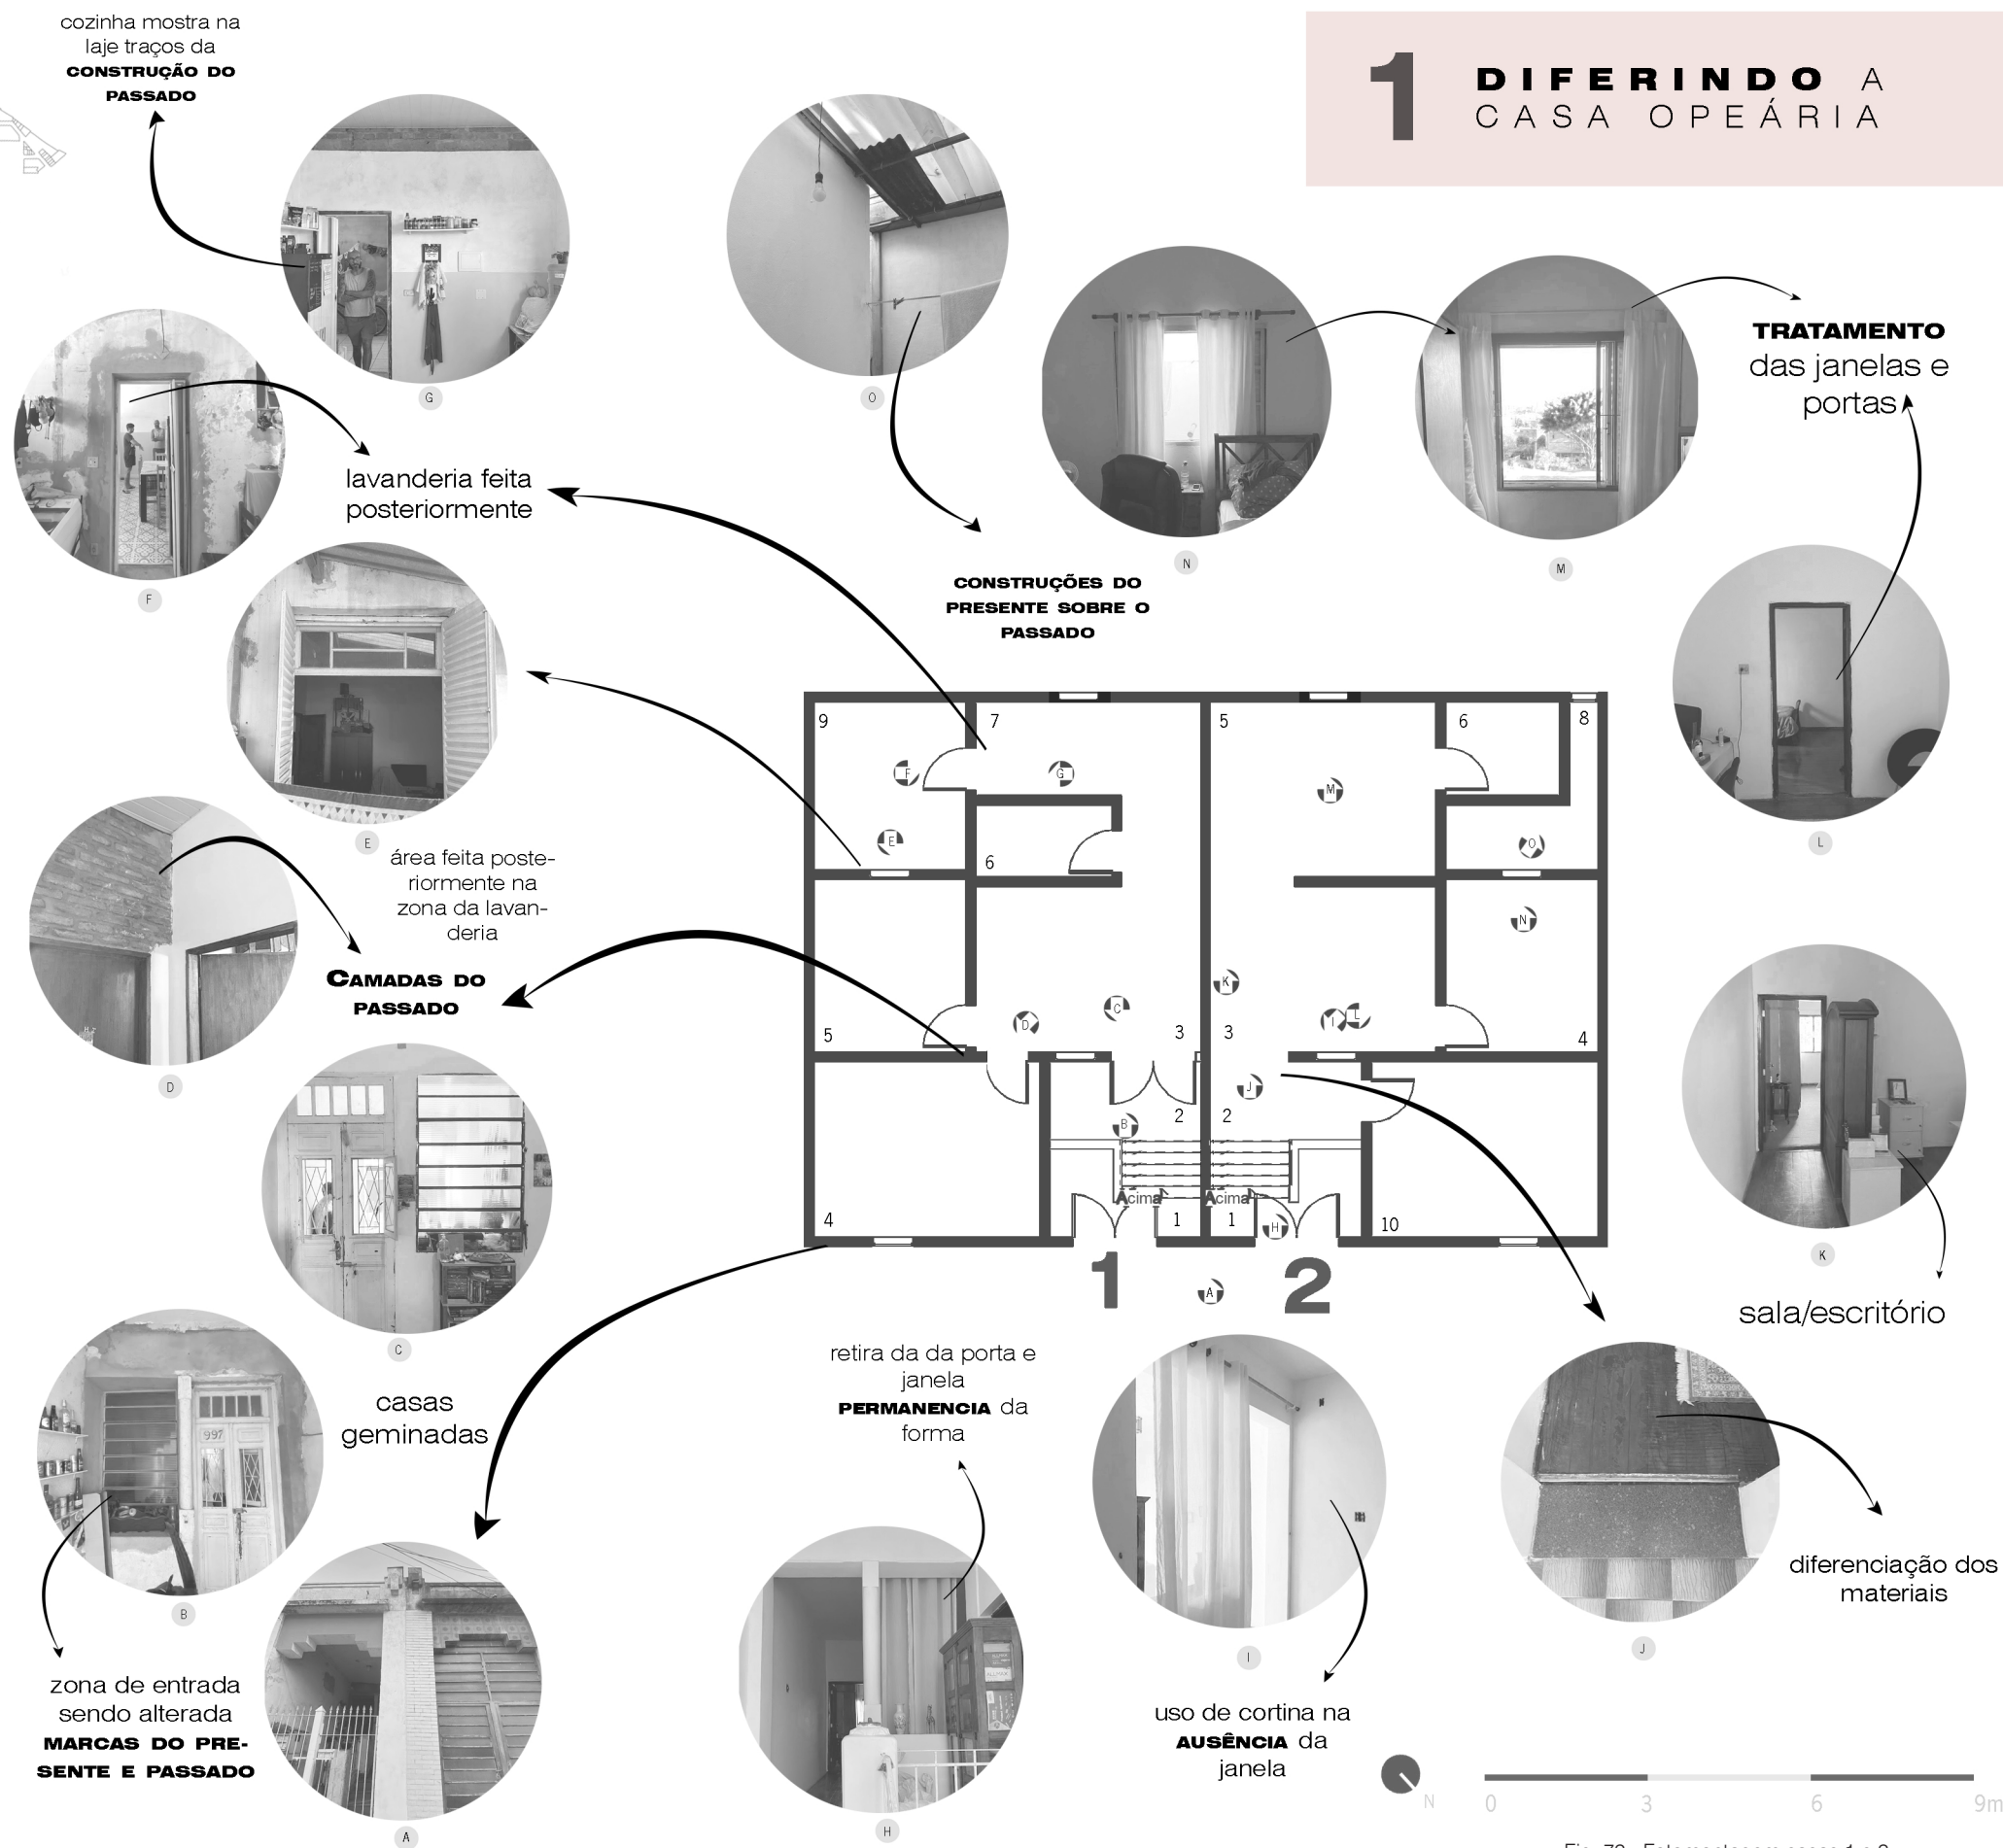 cozinha mostra na
laje traços da
CONSTRUÇÃO DO
PASSADO
1
DIFERINDO A
CASA OPEÁRIA
G
O
N
M
TRATAMENTO
das janelas e
portas
F
lavanderia feita
posteriormente
CONSTRUÇÕES DO
PRESENTE SOBRE O
PASSADO
E
L
área feita poste-
riormente na
zona da lavan-
deria
D
CAMADAS DO
PASSADO
9
7
5
6
8
F
G
M
E
6
O
N
K
C
D
I
L
5
3
3
4
J
B
2
2
Acima
Acima
4
1
1
H
10
1
A
2
K
sala/escritório
C
casas
geminadas
997
B
zona de entrada
sendo alterada
MARCAS DO PRE-
SENTE E PASSADO
A
retira da da porta e
janela
PERMANENCIA da
forma
H
I
uso de cortina na
AUSÊNCIA da
janela
J
diferenciação dos
materiais
N
0
3
6
9m